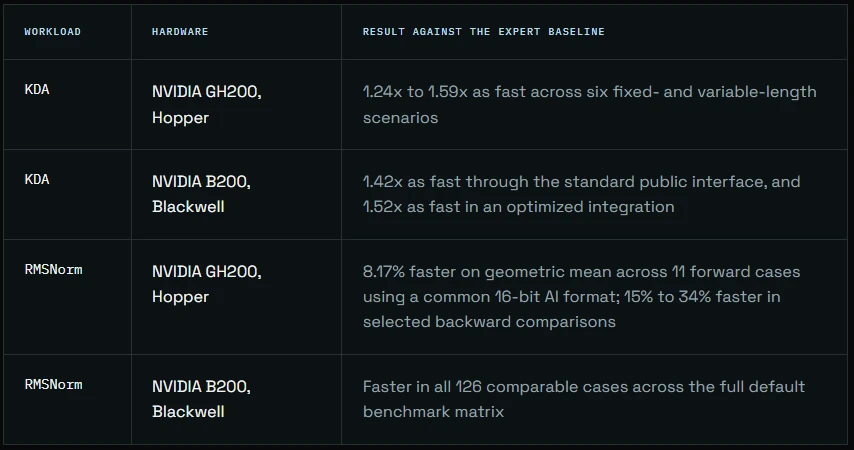 WORKLOAD HARDWARE RESULT AGAINST THE EXPERT BASELINE
KDA NVIDIA GH200, 1.24x to 1.59x as fast across six fixed- and variable-length
Hopper scenarios
KDA NVIDIA B200, 1.42x as fast through the standard public interface, and
Blackwell 1.52x as fast in an optimized integration
RMSNorm NVIDIA GH200, 8.17% faster on geometric mean across 11 forward cases
Hopper using a common 16-bit AI format; 15% to 34% faster in
selected backward comparisons
RMSNorm NVIDIA B200, Faster in all 126 comparable cases across the full default
Blackwell benchmark matrix